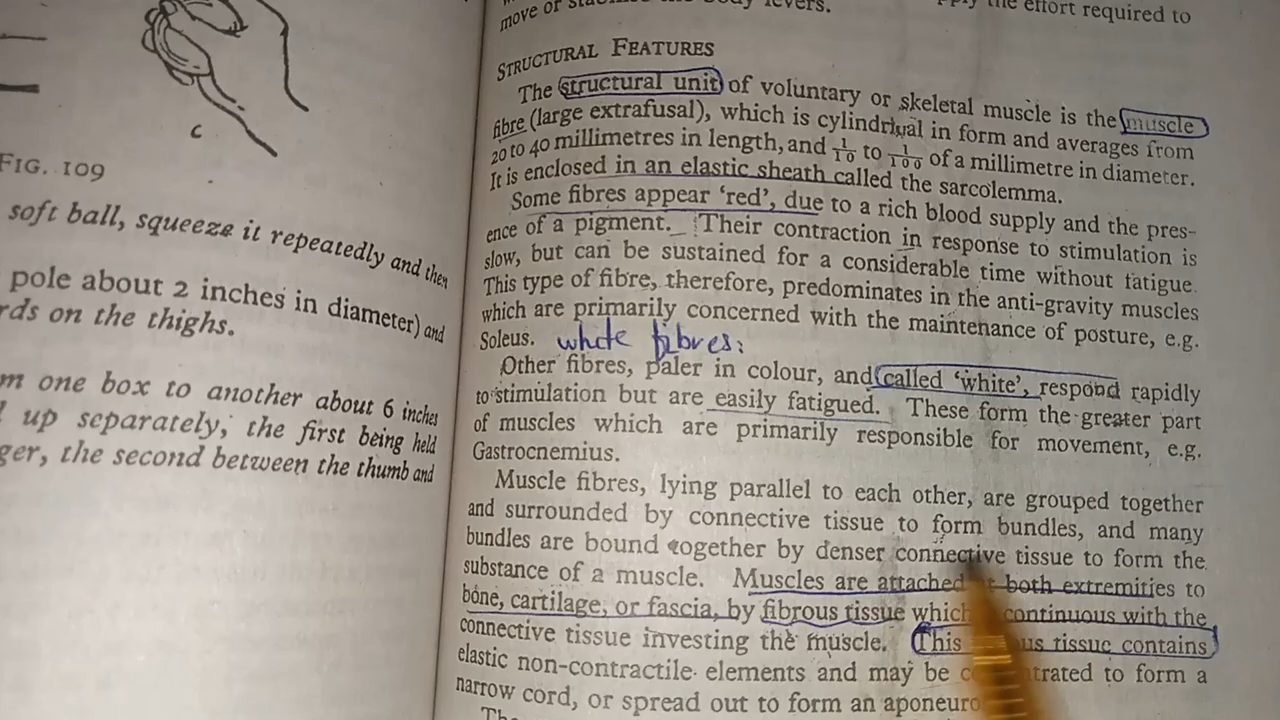 C
FIG. 109
soft ball, squeeze it repeatedly and then
pole about 2 inches in diameter) and
rds on the thighs.
m one box to another about 6 inches
up separately, the first being held
ger, the second between the thumb and
move or body levers. the effort required to
STRUCTURAL FEATURES
The structural unit of voluntary or skeletal muscle is the muscle
fibre (large extrafusal), which is cylindrical in form and averages from
20 to 40 millimetres in length, and 1/10 to 1/100 of a millimetre in diameter.
It is enclosed in an elastic sheath called the sarcolemma.
Some fibres appear ‘red’, due to a rich blood supply and the pres-
ence of a pigment. Their contraction in response to stimulation is
slow, but can be sustained for a considerable time without fatigue.
This type of fibre, therefore, predominates in the anti-gravity muscles
which are primarily concerned with the maintenance of posture, e.g.
Soleus. white fibres:
Other fibres, paler in colour, and called ‘white’, respond rapidly
to stimulation but are easily fatigued. These form the greater part
of muscles which are primarily responsible for movement, e.g.
Gastrocnemius.
Muscle fibres, lying parallel to each other, are grouped together
and surrounded by connective tissue to form bundles, and many
bundles are bound together by denser connective tissue to form the
substance of a muscle. Muscles are attached both extremities to
bone, cartilage, or fascia, by fibrous tissue which continuous with the
connective tissue investing the muscle. This tissue contains
elastic non-contractile elements and may be to form a
narrow cord, or spread out to form an